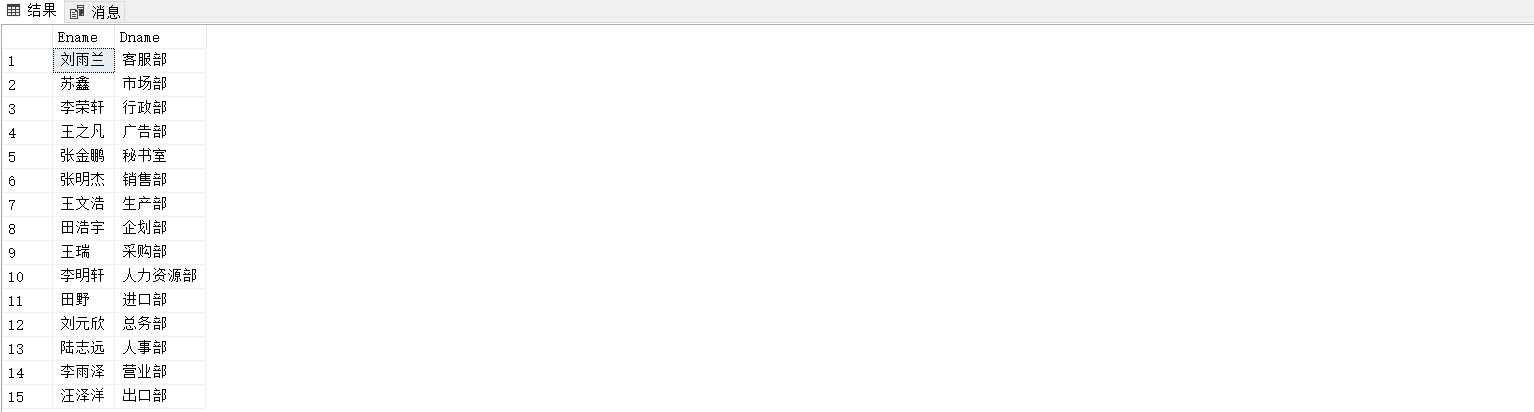 结果 消息
Ename Dname
1 刘雨兰 客服部
2 苏鑫 市场部
3 李荣轩 行政部
4 王之凡 广告部
5 张金鹏 秘书室
6 张明杰 销售部
7 王文浩 生产部
8 田浩宇 企划部
9 王瑞 采购部
10 李明轩 人力资源部
11 田野 进口部
12 刘元欣 总务部
13 陆志远 人事部
14 李雨泽 营业部
15 汪泽洋 出口部